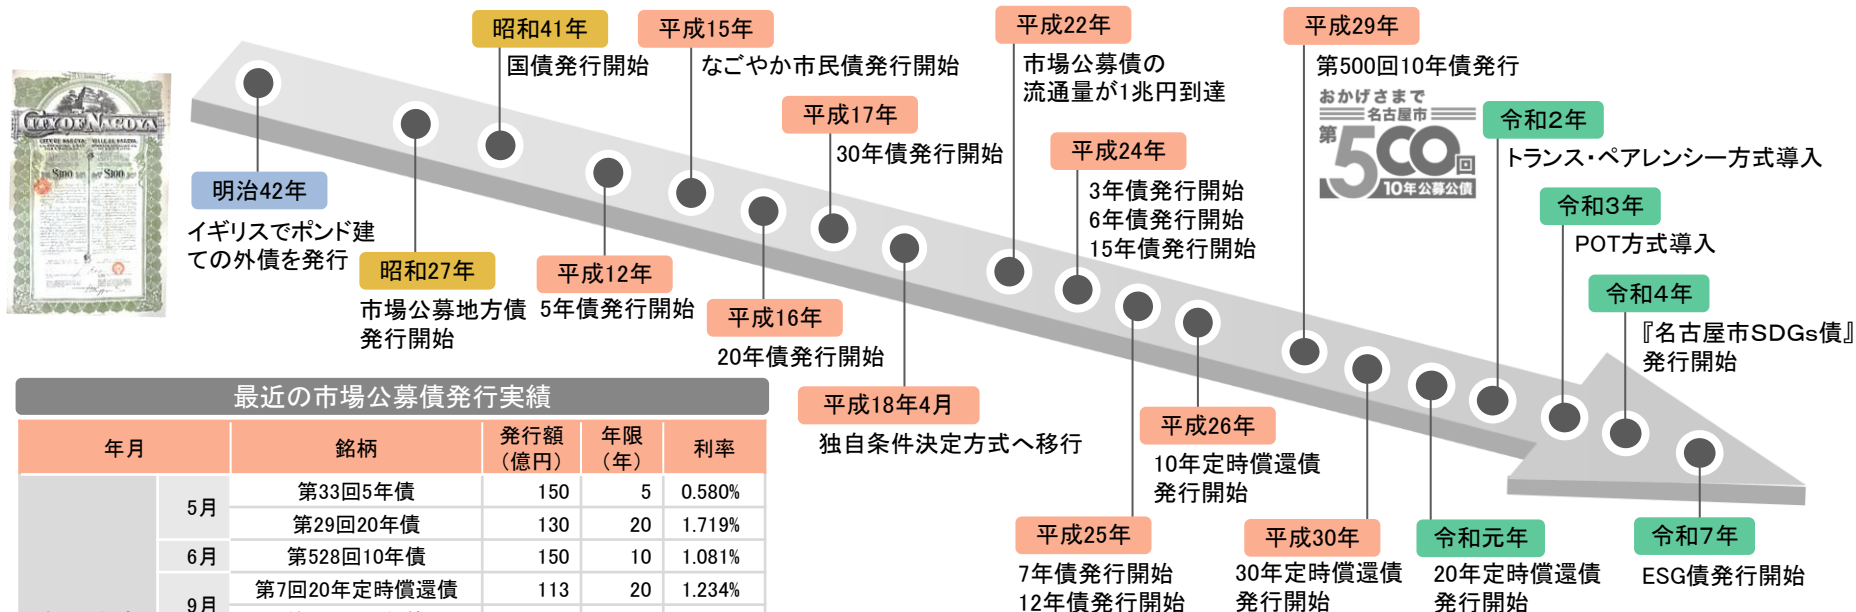 CITY OF NAGOYA
$100 $100
明治42年
イギリスでポンド建
ての外債を発行
昭和27年
市場公募地方債
発行開始
昭和41年
国債発行開始
平成12年
5年債発行開始
平成15年
なごやか市民債発行開始
平成16年
20年債発行開始
平成17年
30年債発行開始
平成18年4月
独自条件決定方式へ移行
平成22年
市場公募債の
流通量が1兆円到達
平成24年
3年債発行開始
6年債発行開始
15年債発行開始
平成25年
7年債発行開始
12年債発行開始
平成26年
10年定時償還債
発行開始
平成29年
第500回10年債発行
おかげさまで
名古屋市
第500回
10年公募公債
平成30年
30年定時償還債
発行開始
令和元年
20年定時償還債
発行開始
令和2年
トランス・ペアレンシー方式導入
令和3年
POT方式導入
令和4年
『名古屋市SDGs債』
発行開始
令和7年
ESG債発行開始
最近の市場公募債発行実績
年月 銘柄 発行額（億円） 年限（年） 利率
5月 第33回5年債 150 5 0.580%
第29回20年債 130 20 1.719%
6月 第528回10年債 150 10 1.081%
9月 第7回20年定時償還債 113 20 1.234%